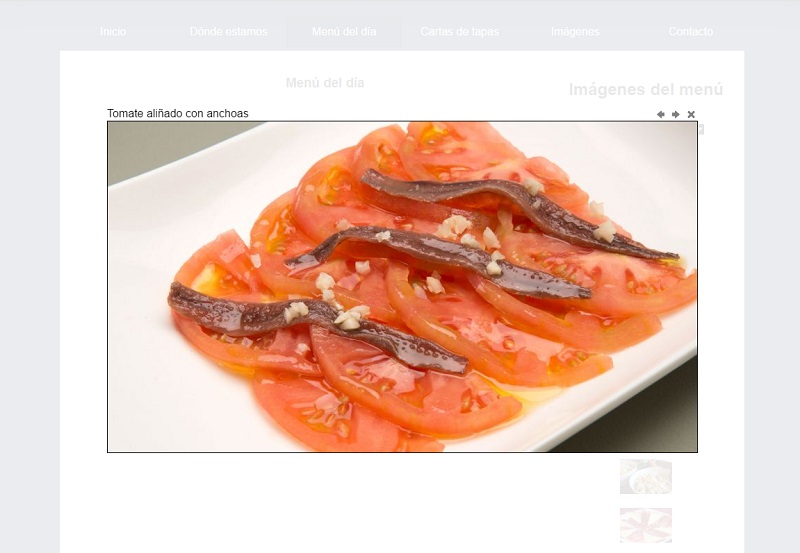 Inicio
Dónde estamos
Menú del día
Cartas de tapas
Imágenes
Contacto
Menú del día
Imágenes del menú
Tomate aliñado con anchoas